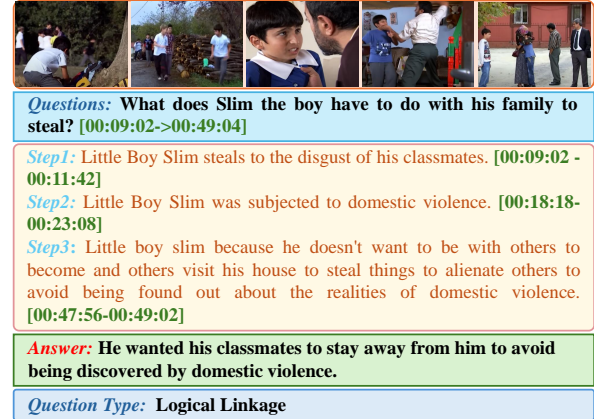 Questions: What does Slim the boy have to do with his family to
steal? [00:09:02->00:49:04]
Step1: Little Boy Slim steals to the disgust of his classmates. [00:09:02 -
00:11:42]
Step2: Little Boy Slim was subjected to domestic violence. [00:18:18-
00:23:08]
Step3: Little boy slim because he doesn't want to be with others to
become and others visit his house to steal things to alienate others to
avoid being found out about the realities of domestic violence.
[00:47:56-00:49:02]
Answer: He wanted his classmates to stay away from him to avoid
being discovered by domestic violence.
Question Type: Logical Linkage